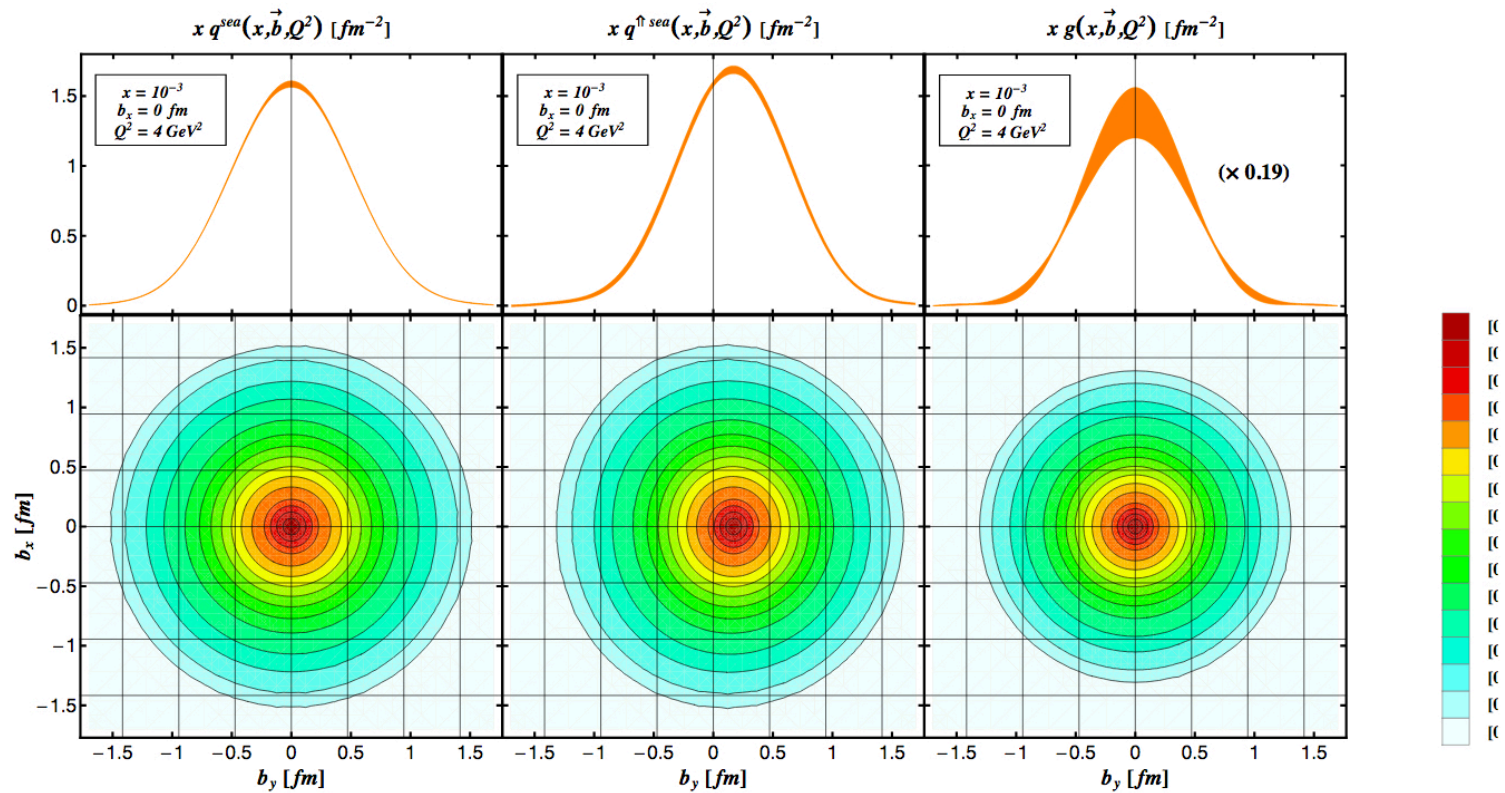 x q^sea(x,b⃗,Q²) [fm⁻²]
x q^⇑ sea(x,b⃗,Q²) [fm⁻²]
x g(x,b⃗,Q²) [fm⁻²]
x = 10⁻³
b_x = 0 fm
Q² = 4 GeV²
x = 10⁻³
b_x = 0 fm
Q² = 4 GeV²
x = 10⁻³
b_x = 0 fm
Q² = 4 GeV²
(× 0.19)
1.5
1
0.5
0
1.5
1
0.5
0
−0.5
−1
−1.5
b_x [fm]
−1.5 −1 −0.5 0 0.5 1 1.5
−1.5 −1 −0.5 0 0.5 1 1.5
−1.5 −1 −0.5 0 0.5 1 1.5
b_y [fm]
b_y [fm]
b_y [fm]